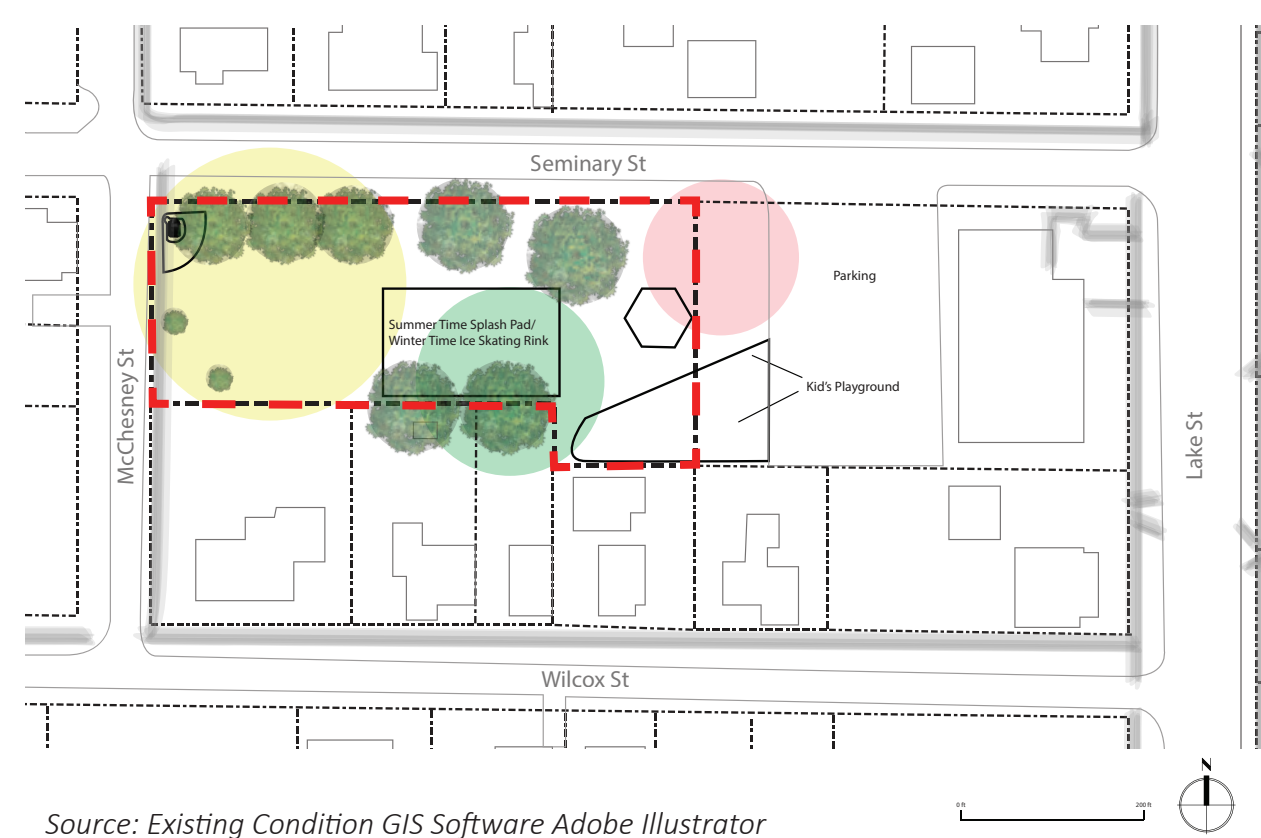 Seminary St
Parking
Summer Time Splash Pad/
Winter Time Ice Skating Rink
Kid's Playground
McChesney St
Lake St
Wilcox St
N
0 ft
200 ft
Source: Existing Condition GIS Software Adobe Illustrator